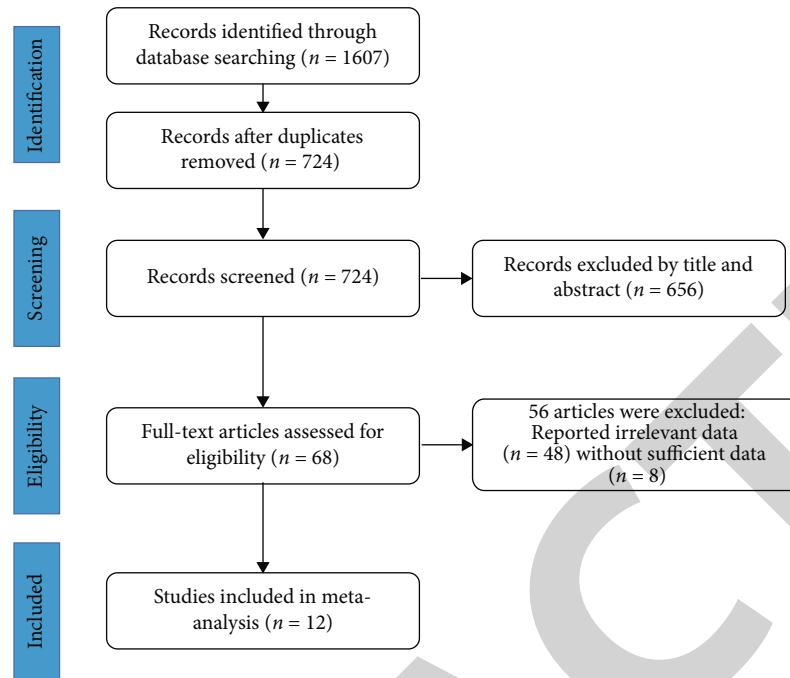 Identification
Records identified through
database searching (n = 1607)
Records after duplicates
removed (n = 724)
Screening
Records screened (n = 724)
Records excluded by title and
abstract (n = 656)
Eligibility
Full-text articles assessed for
eligibility (n = 68)
56 articles were excluded:
Reported irrelevant data
(n = 48) without sufficient data
(n = 8)
Included
Studies included in meta-
analysis (n = 12)